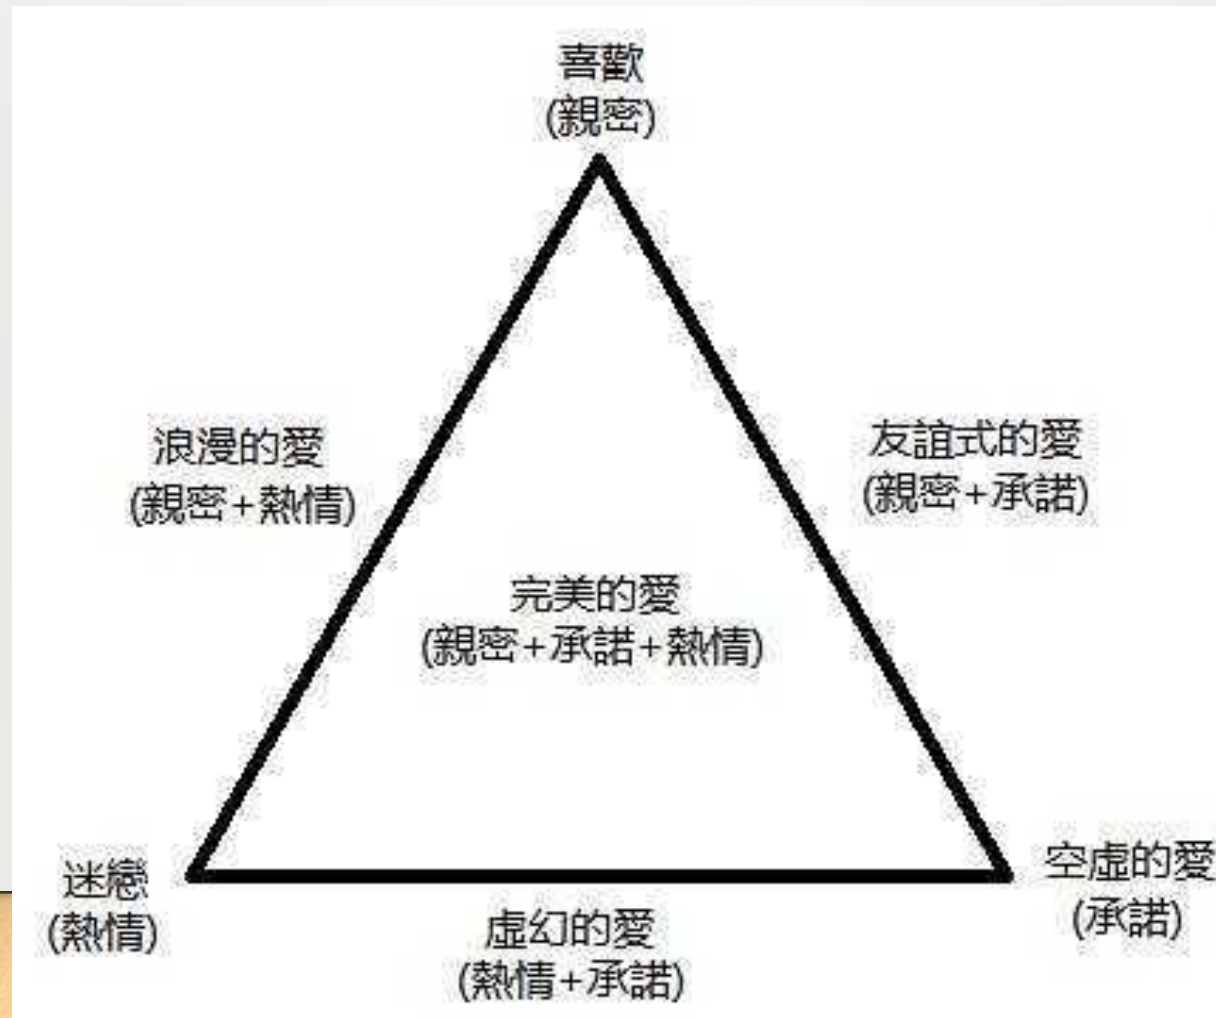 喜歡
(親密)
浪漫的愛
(親密+熱情)
友誼式的愛
(親密+承諾)
完美的愛
(親密+承諾+熱情)
迷戀
(熱情)
空虛的愛
(承諾)
虛幻的愛
(熱情+承諾)